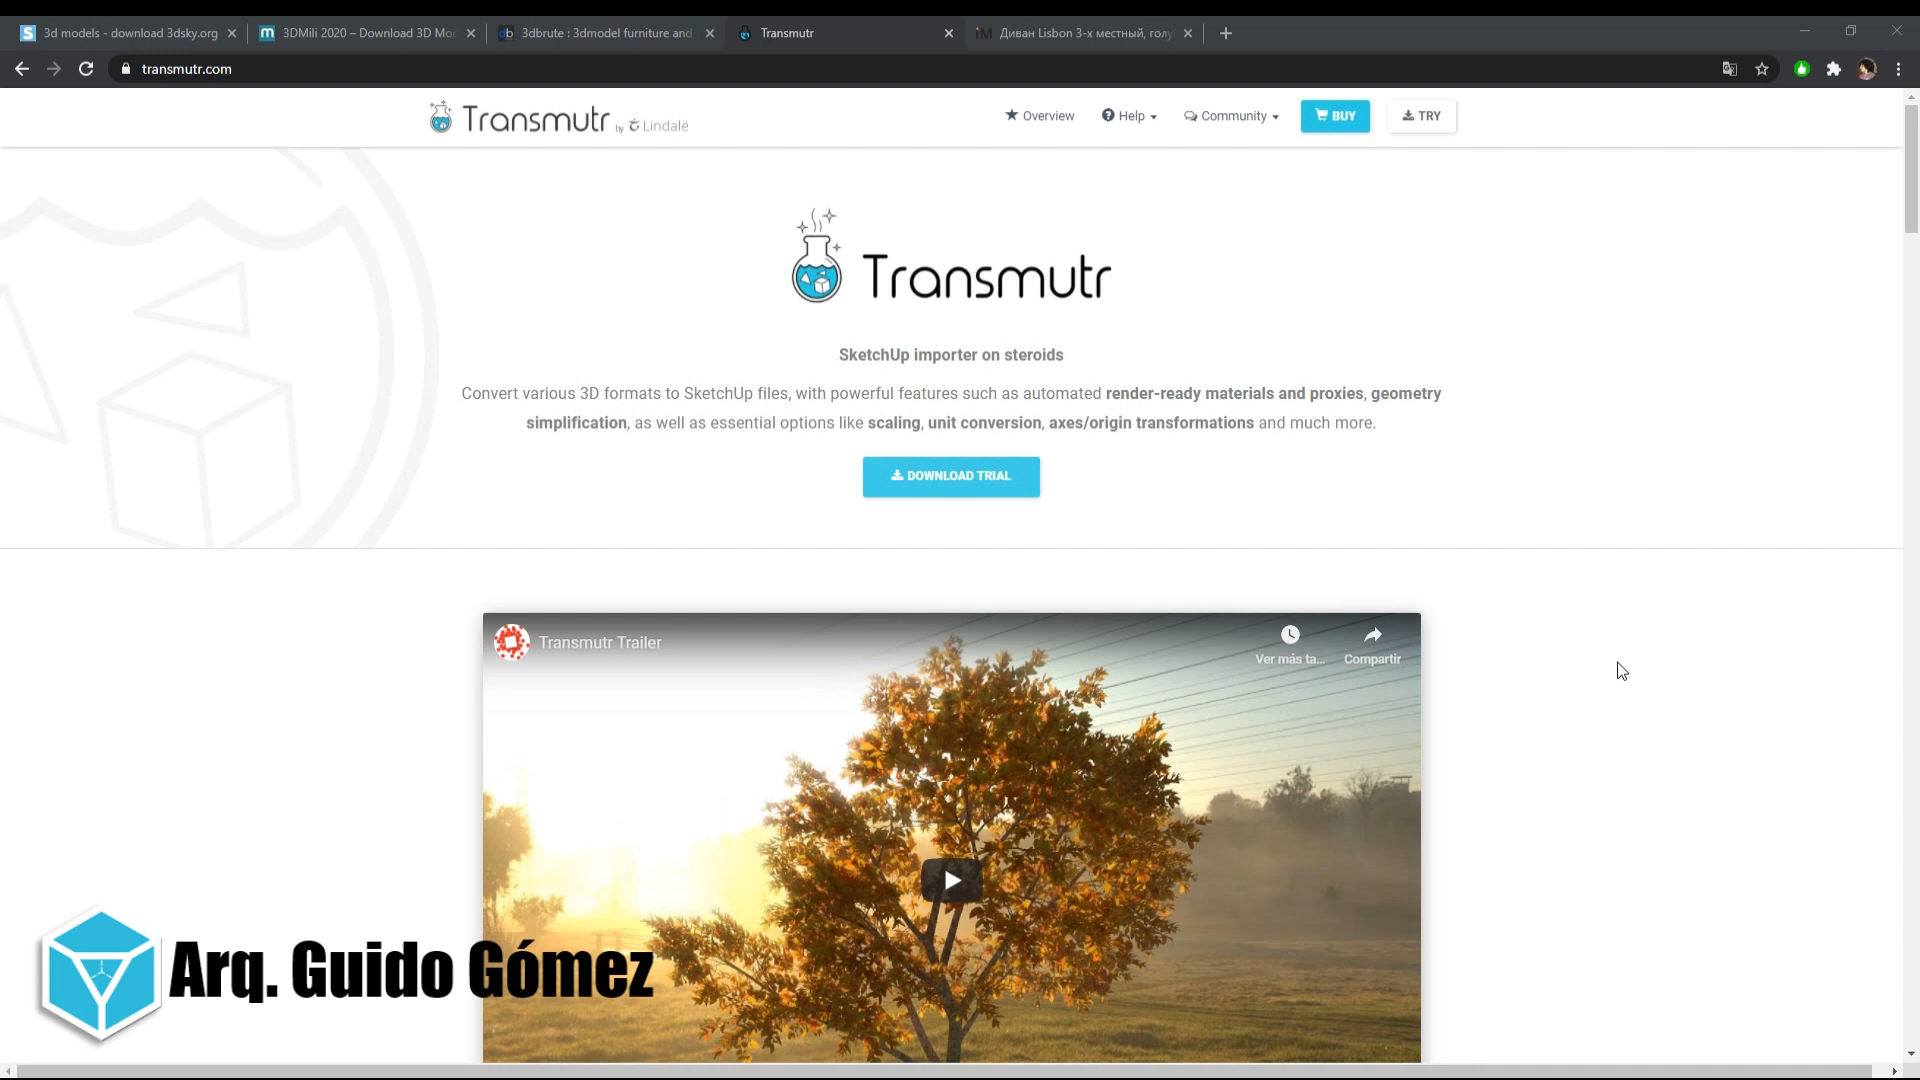 3d models - download 3dsky.org
3DMili 2020 – Download 3D Mo
3dbrute : 3dmodel furniture and
Transmutr
Диван Lisbon 3-х местный, голу
transmutr.com
Transmutr by Lindalë
Overview
Help
Community
BUY
TRY
Transmutr
SketchUp importer on steroids
Convert various 3D formats to SketchUp files, with powerful features such as automated render-ready materials and proxies, geometry
simplification, as well as essential options like scaling, unit conversion, axes/origin transformations and much more.
DOWNLOAD TRIAL
Transmutr Trailer
Ver más ta...
Compartir
Arq. Guido Gómez